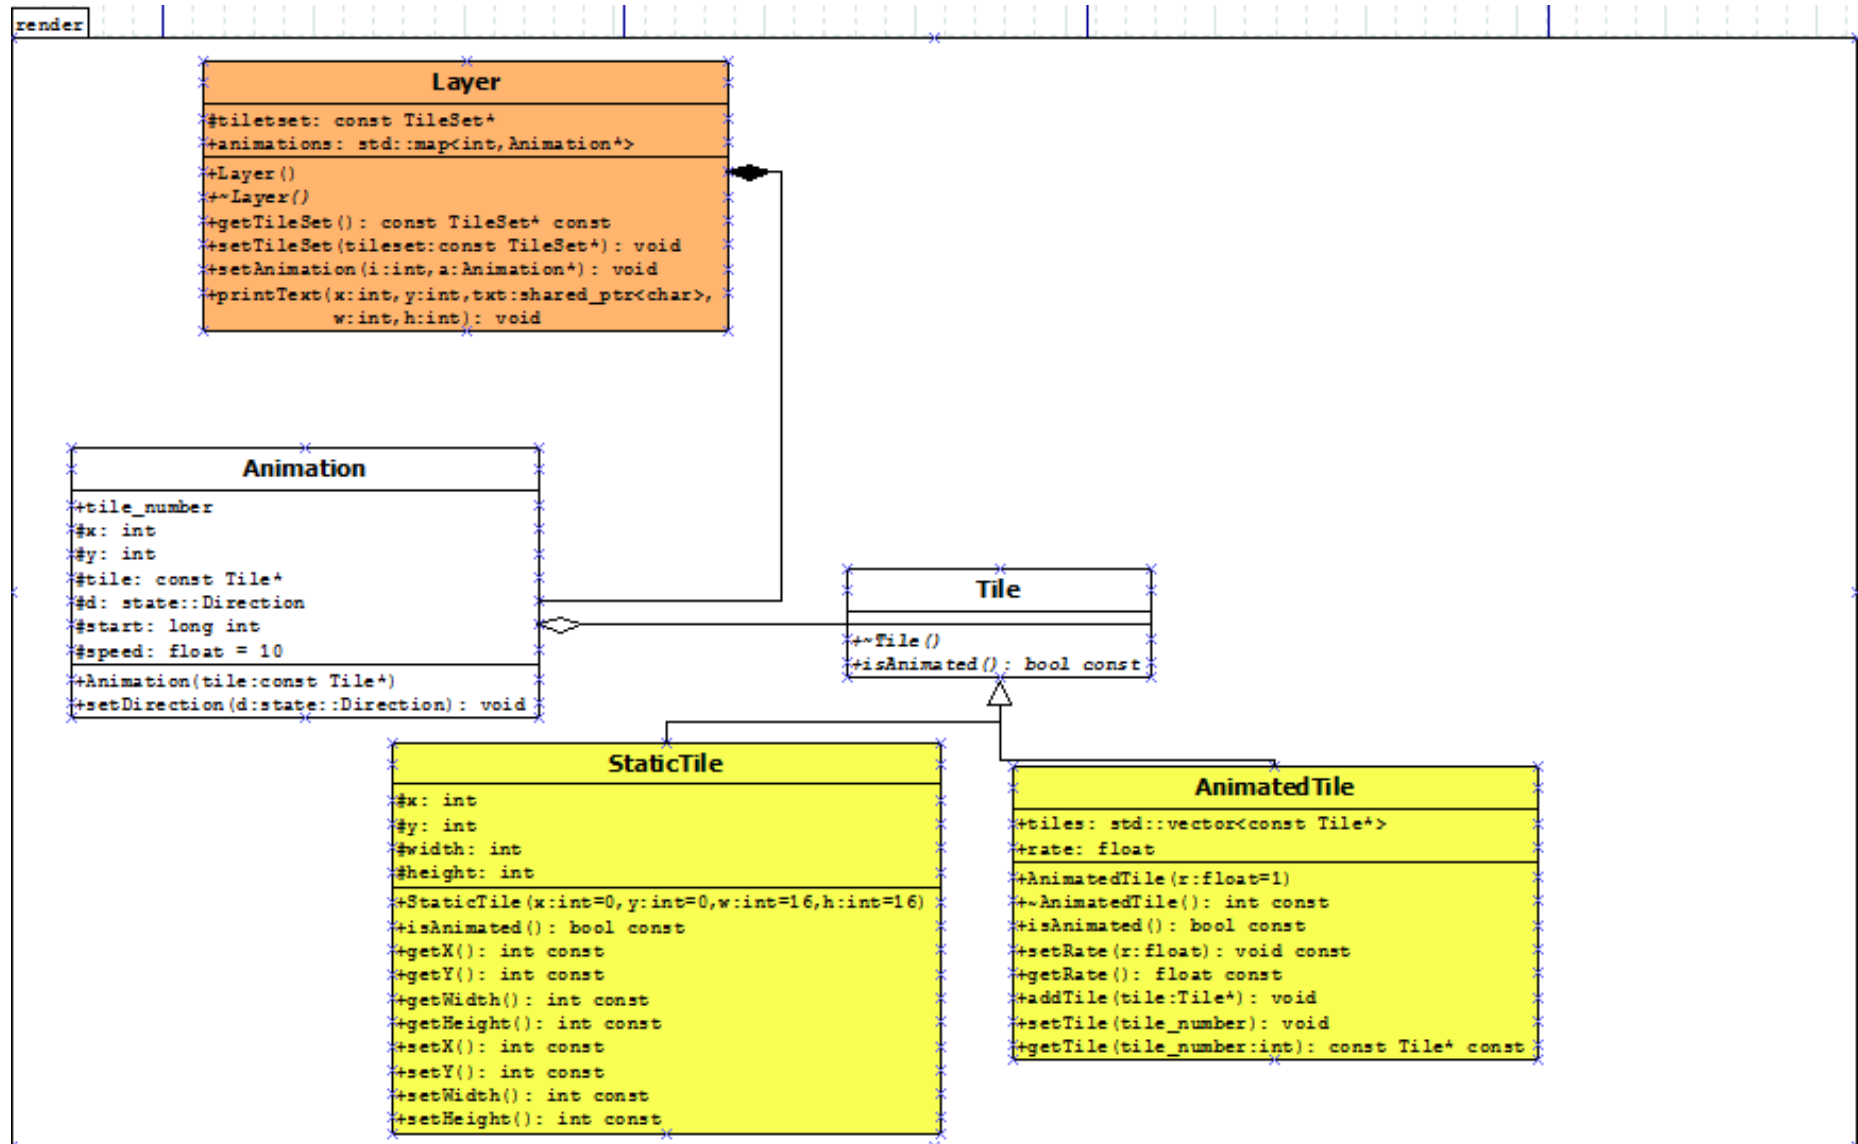 render
Layer
#tiletset: const TileSet*
+animations: std::map<int,Animation*>
+Layer()
+~Layer()
+getTileSet(): const TileSet* const
+setTileSet(tileset:const TileSet*): void
+setAnimation(i:int,a:Animation*): void
+printText(x:int,y:int,txt:shared_ptr<char>,
w:int,h:int): void
Animation
+tile_number
#x: int
#y: int
#tile: const Tile*
#d: state::Direction
#start: long int
#speed: float = 10
+Animation(tile:const Tile*)
+setDirection(d:state::Direction): void
Tile
+~Tile()
+isAnimated(): bool const
StaticTile
#x: int
#y: int
#width: int
#height: int
+StaticTile(x:int=0,y:int=0,w:int=16,h:int=16)
+isAnimated(): bool const
+getX(): int const
+getY(): int const
+getWidth(): int const
+getHeight(): int const
+setX(): int const
+setY(): int const
+setWidth(): int const
+setHeight(): int const
AnimatedTile
+tiles: std::vector<const Tile*>
+rate: float
+AnimatedTile(r:float=1)
+~AnimatedTile(): int const
+isAnimated(): bool const
+setRate(r:float): void const
+getRate(): float const
+addTile(tile:Tile*): void
+setTile(tile_number): void
+getTile(tile_number:int): const Tile* const